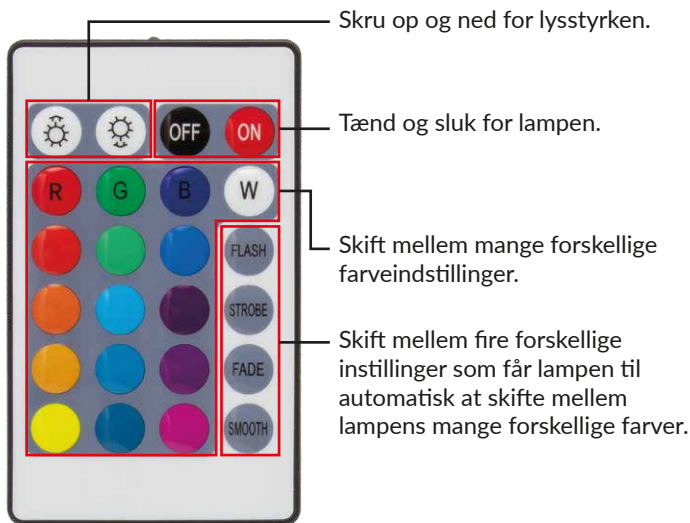 Skru op og ned for lysstyrken.
OFF ON
Tænd og sluk for lampen.
R G B W
Skift mellem mange forskellige
farveindstillinger.
FLASH
STROBE
FADE
SMOOTH
Skift mellem fire forskellige
instillinger som får lampen til
automatisk at skifte mellem
lampens mange forskellige farver.